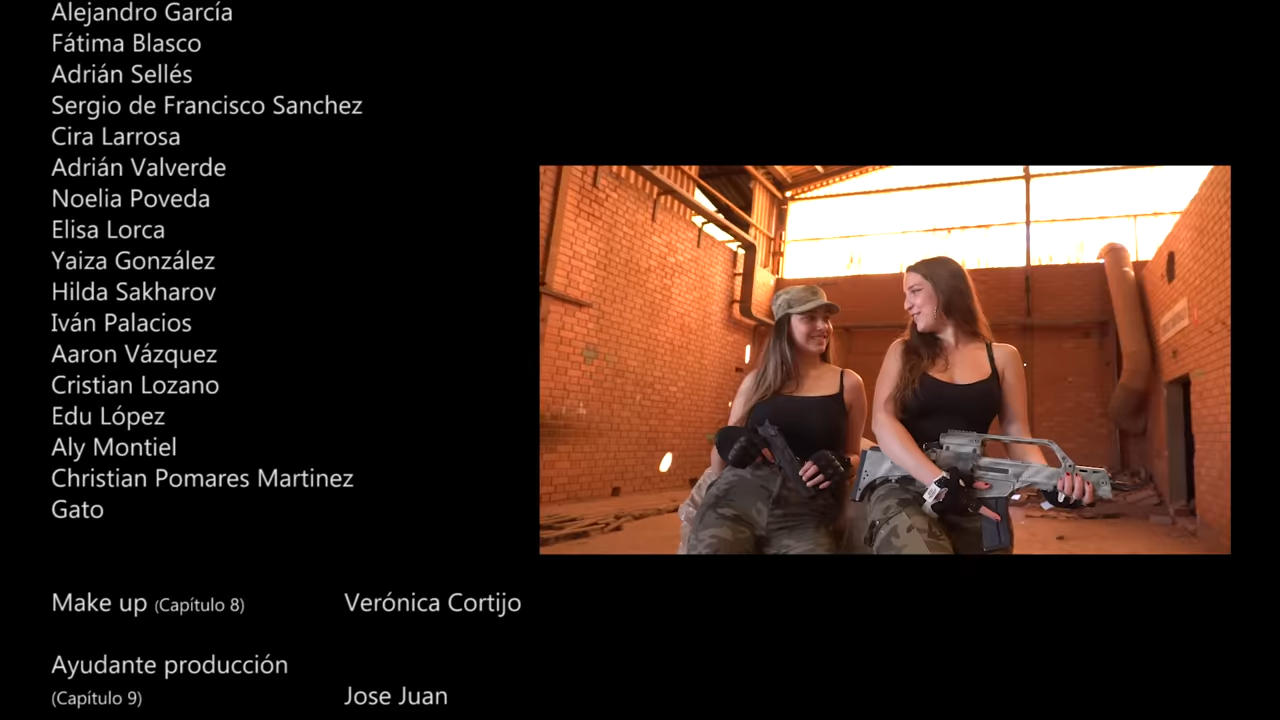 Alejandro García
Fátima Blasco
Adrián Sellés
Sergio de Francisco Sanchez
Cira Larrosa
Adrián Valverde
Noelia Poveda
Elisa Lorca
Yaiza González
Hilda Sakharov
Iván Palacios
Aaron Vázquez
Cristian Lozano
Edu López
Aly Montiel
Christian Pomares Martinez
Gato
Make up (Capítulo 8) Verónica Cortijo
Ayudante producción
(Capítulo 9) Jose Juan